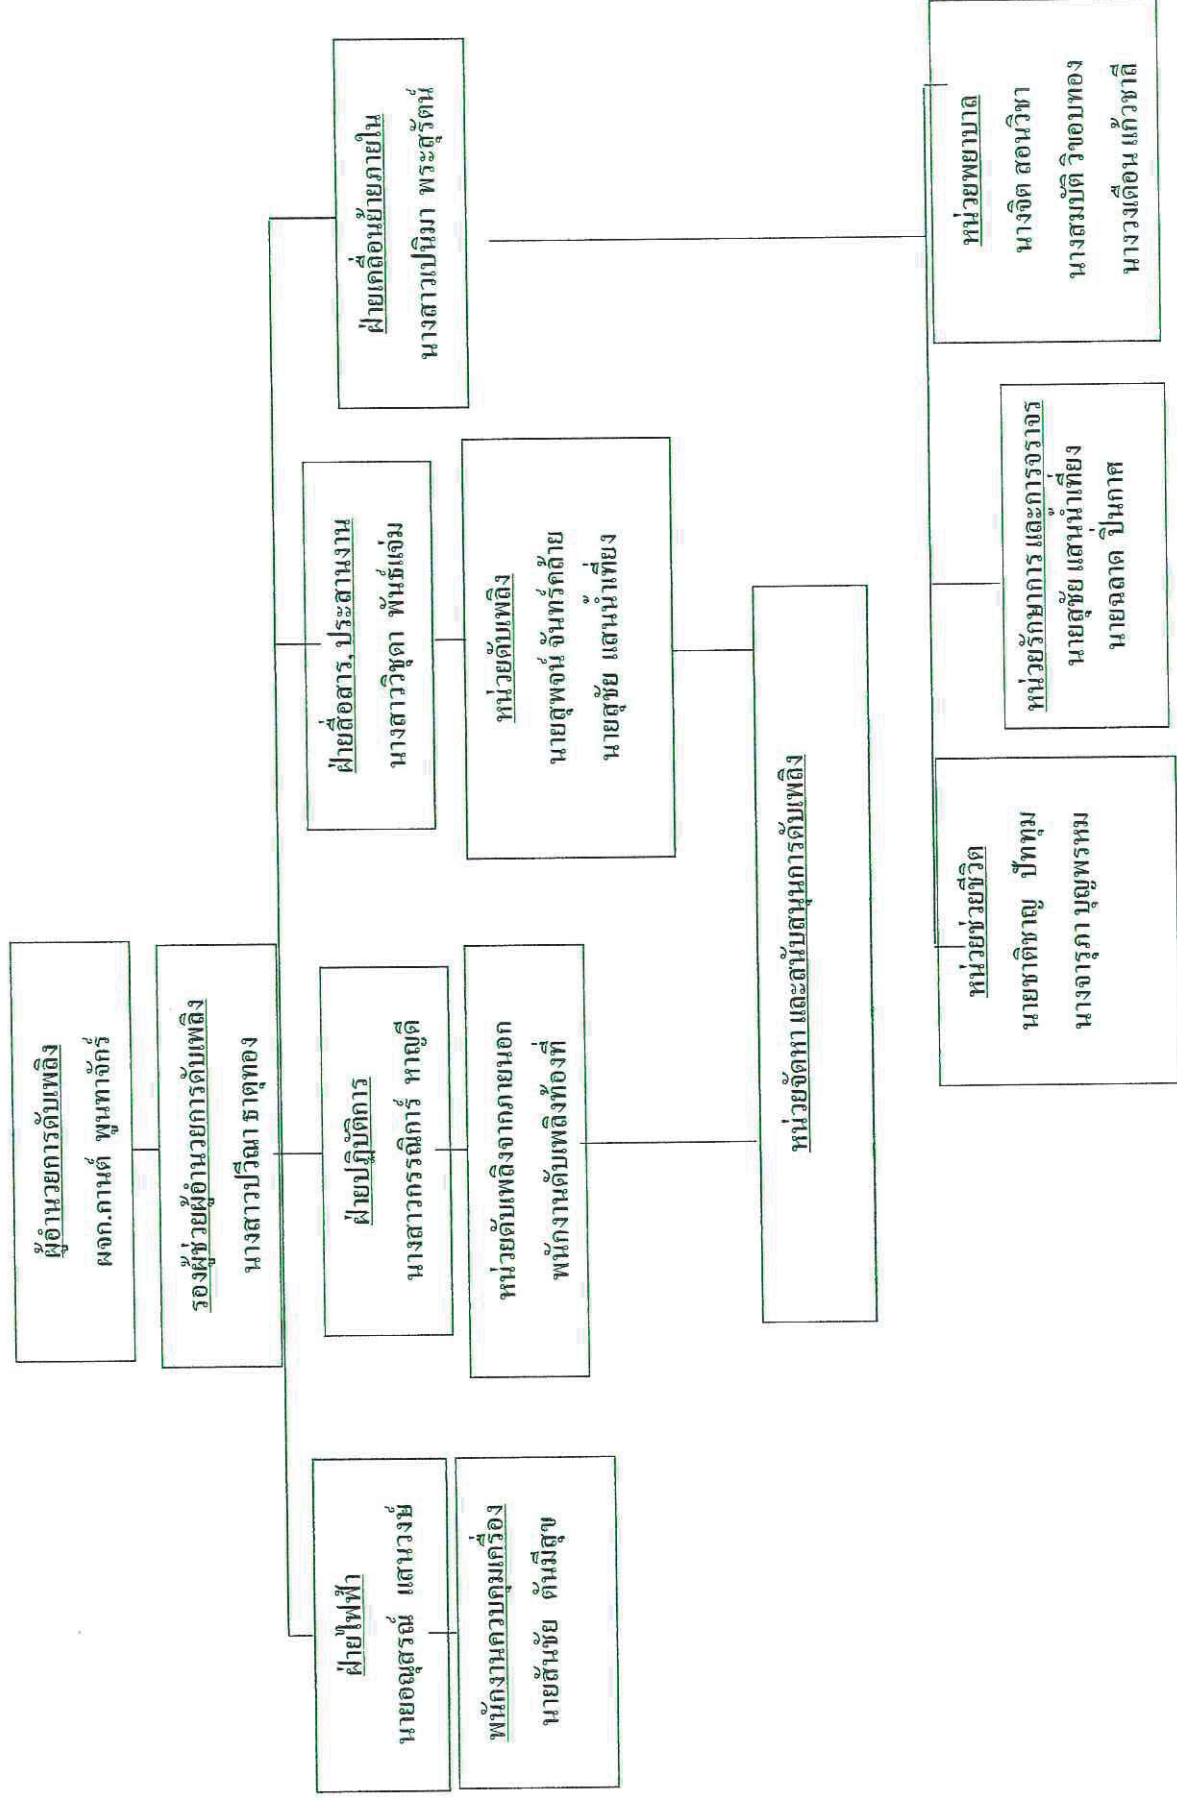 ผู้อำนวยการดับเพลิง
ผจก.กานต์ พูนทาจักร์
รองผู้ช่วยผู้อำนวยการดับเพลิง
นางสาวปวีณา ธาตุทอง
ฝ่ายไฟฟ้า
นายอณุสรณ์ แสนวงษ์
พนักงานควบคุมเครื่อง
นายสันชัย ตันมีสุข
ฝ่ายปฏิบัติการ
นางสาวกรรณิการ์ หาญดี
หน่วยดับเพลิงจากภายนอก
พนักงานดับเพลิงท้องที่
ฝ่ายสื่อสาร, ประสานงาน
นางสาววิชูดา พันธ์แจ่ม
หน่วยดับเพลิง
นายสุพจน์ จันทร์คล้าย
นายสุชัย แสนน้ำเที่ยง
ฝ่ายเคลื่อนย้ายภายใน
นางสาวเปนิมา พระสุรัตน์
หน่วยจัดหา และสนับสนุนการดับเพลิง
หน่วยช่วยชีวิต
นายชาติชาญ ปัททุม
นางจารุภา บุญพรหม
หน่วยรักษาการ และการจราจร
นายสุชัย แสนน้ำเที่ยง
นายฉลาด ปิ่นกาศ
หน่วยพยาบาล
นางจิต สอนวิชา
นางสมบัติ วิขอบทอง
นางวงเดือน แก้วชาลี